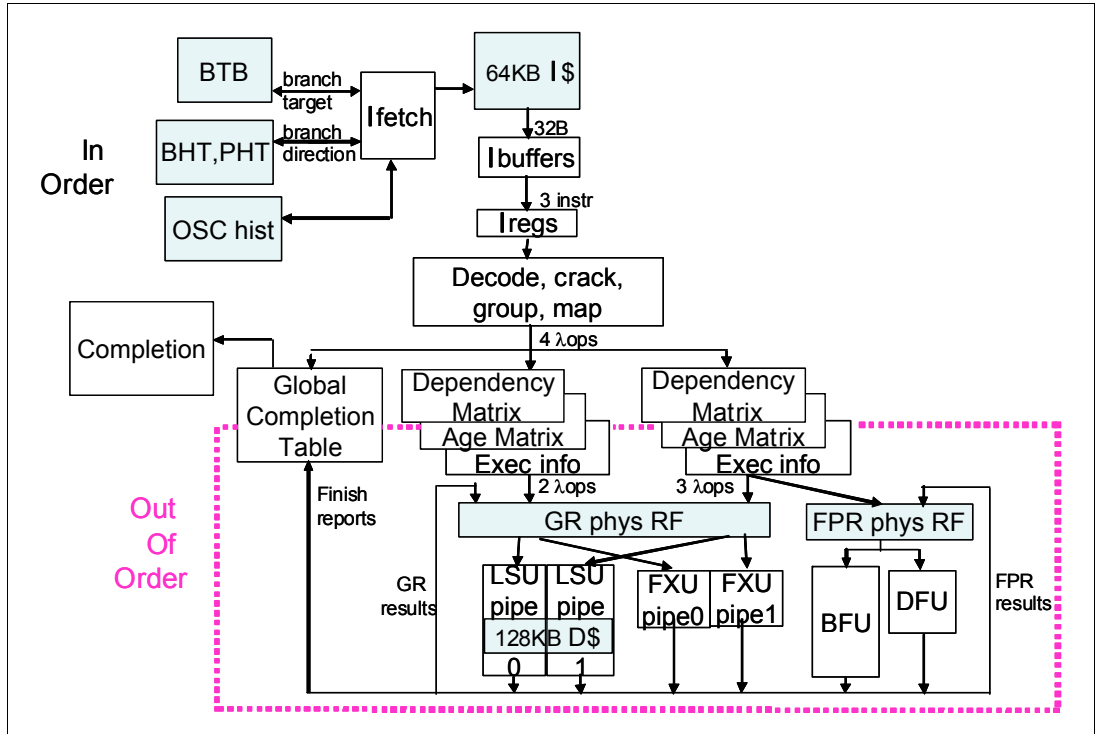 BTB
branch
target
64KB I$
Ifetch
BHT,PHT
branch
direction
In
Order
32B
Ibuffers
OSC hist
3 instr
Iregs
Decode, crack,
group, map
Completion
4 λops
Global
Completion
Table
Dependency
Matrix
Age Matrix
Exec info
Dependency
Matrix
Age Matrix
Exec info
2 λops
3 λops
Finish
reports
Out
Of
Order
GR phys RF
FPR phys RF
GR
results
LSU
pipe
LSU
pipe
128KB D$
0
1
FXU
pipe0
FXU
pipe1
BFU
DFU
FPR
results